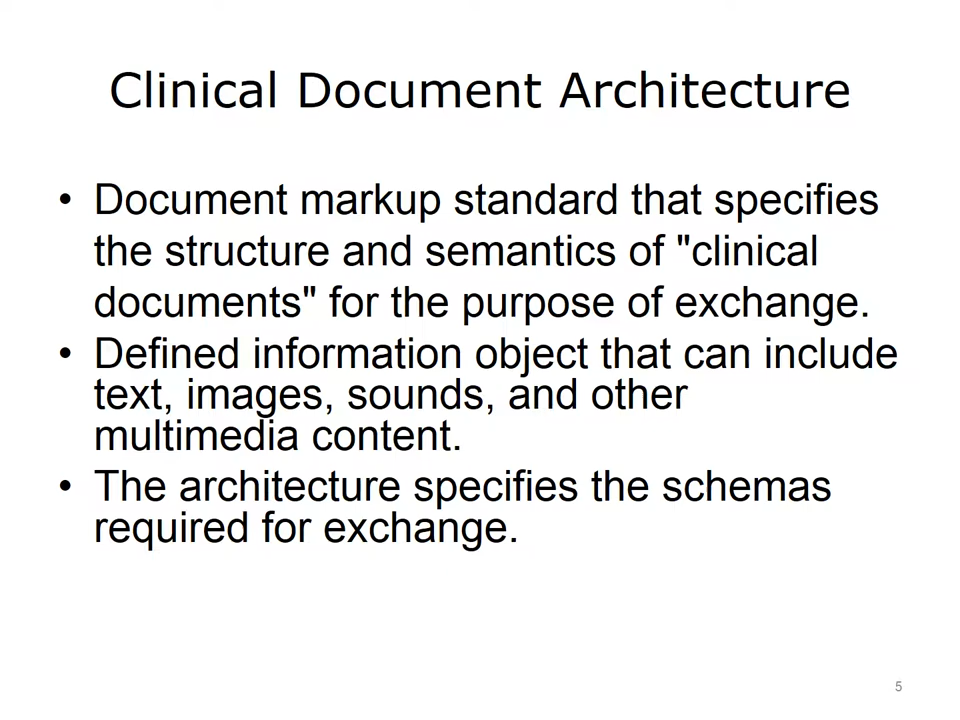 Clinical Document Architecture
• Document markup standard that specifies
the structure and semantics of "clinical
documents" for the purpose of exchange.
• Defined information object that can include
text, images, sounds, and other
multimedia content.
• The architecture specifies the schemas
required for exchange.
5